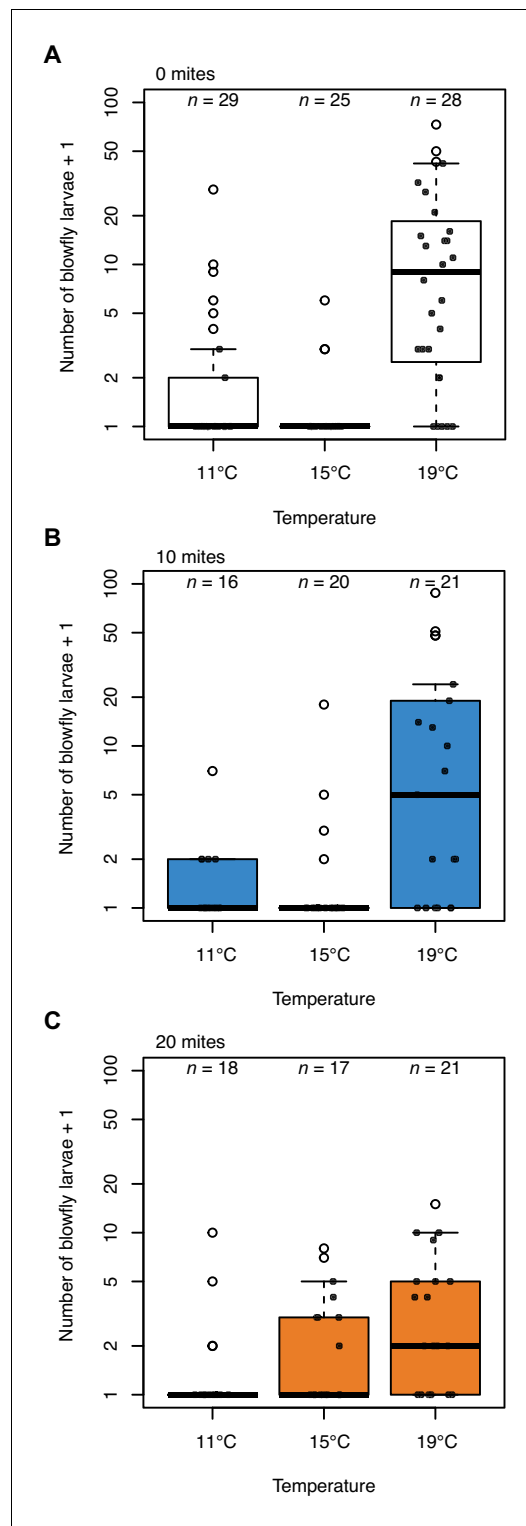 A
0 mites
n = 29 n = 25 n = 28
100
50
20
10
5
2
1
Number of blowfly larvae + 1
11°C 15°C 19°C
Temperature
B
10 mites
n = 16 n = 20 n = 21
100
50
20
10
5
2
1
Number of blowfly larvae + 1
11°C 15°C 19°C
Temperature
C
20 mites
n = 18 n = 17 n = 21
100
50
20
10
5
2
1
Number of blowfly larvae + 1
11°C 15°C 19°C
Temperature